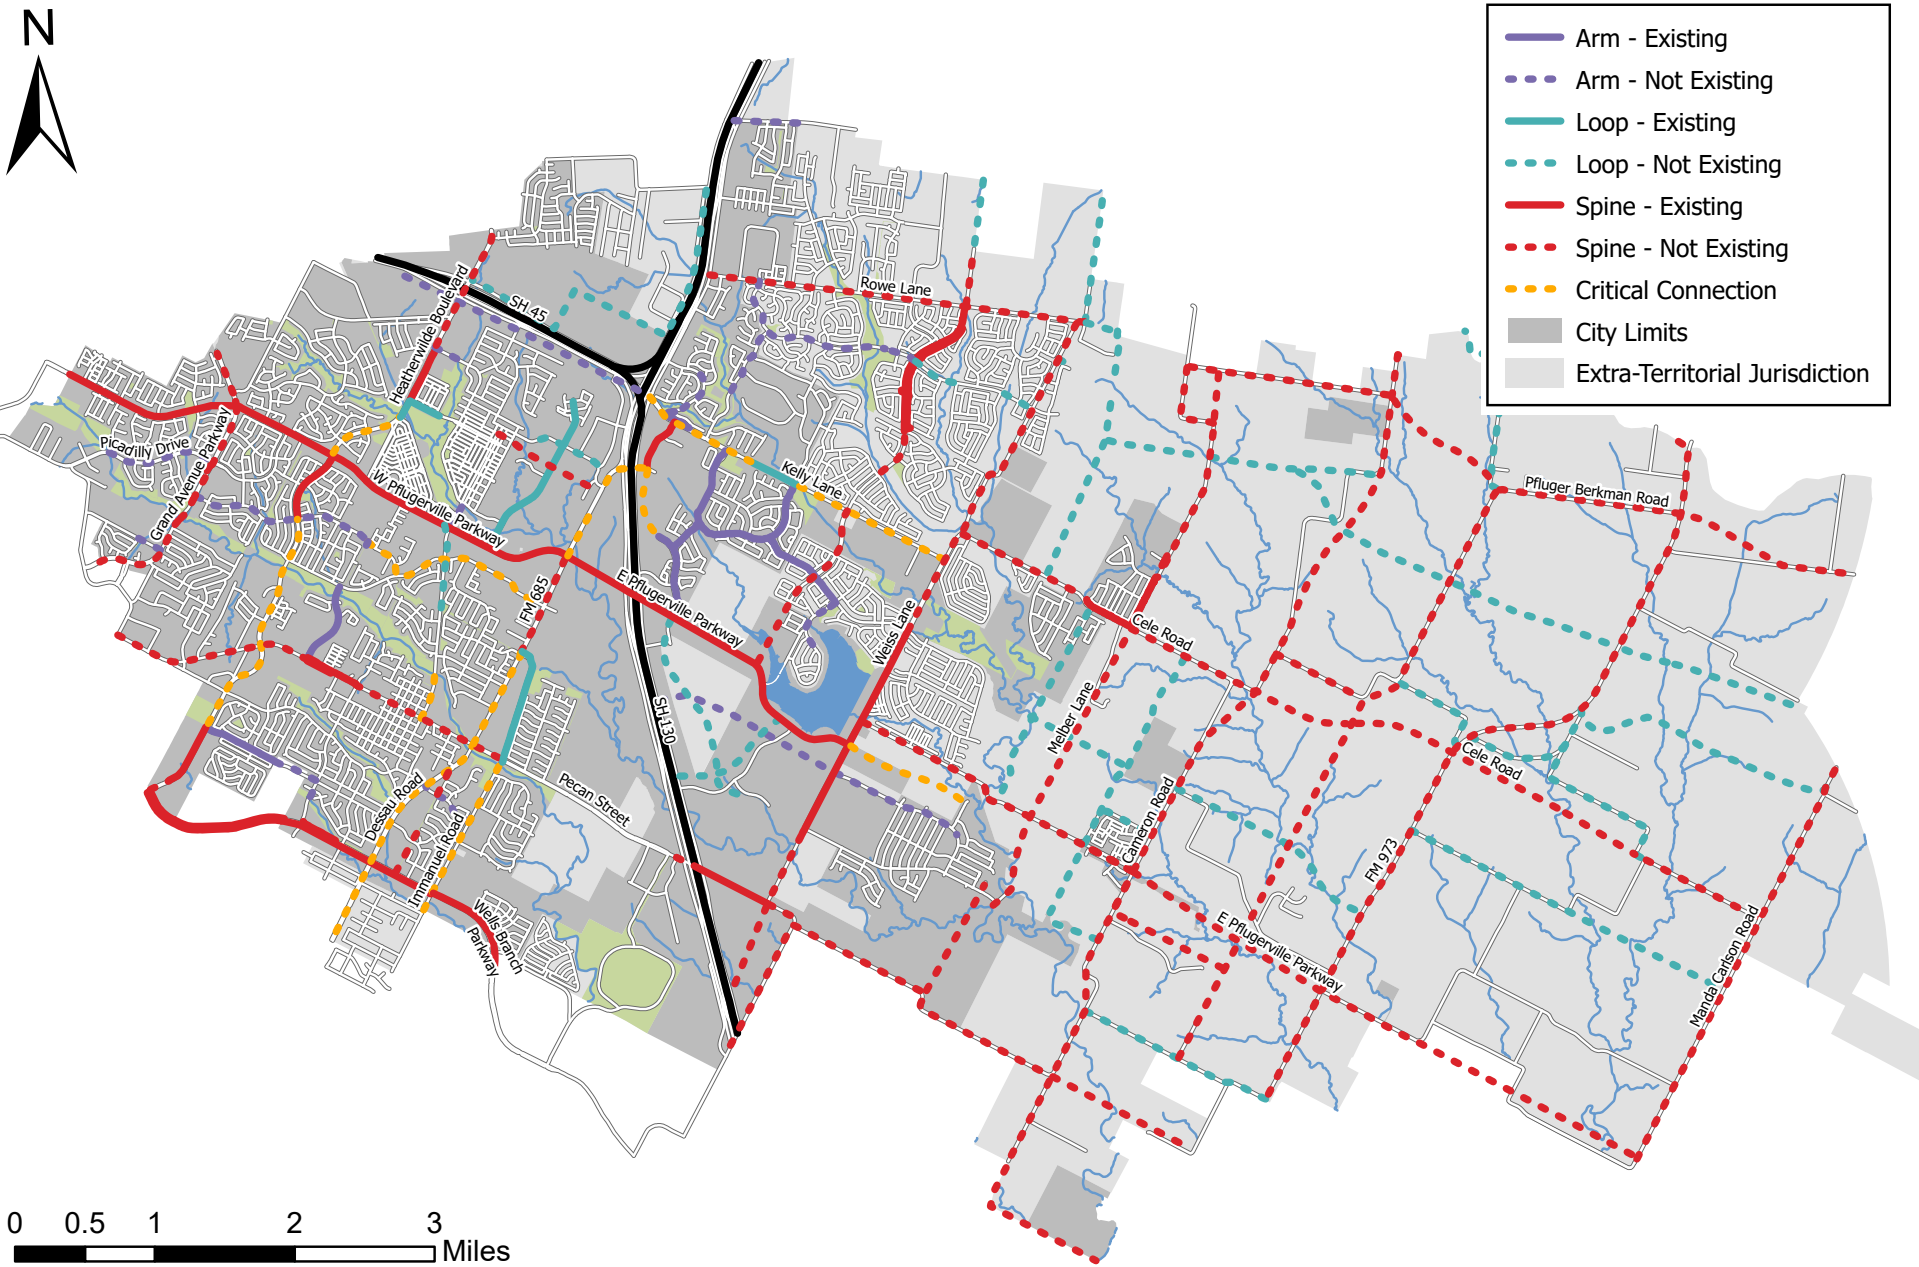 N
Arm - Existing
Arm - Not Existing
Loop - Existing
Loop - Not Existing
Spine - Existing
Spine - Not Existing
Critical Connection
City Limits
Extra-Territorial Jurisdiction
Rowe Lane
SH 45
Heatherwilde Boulevard
Picadilly Drive
Grand Avenue Parkway
W Pflugerville Parkway
Kelly Lane
Pfluger Berkman Road
FM 685
E Pflugerville Parkway
Weiss Lane
Cele Road
SH 130
Melber Lane
Cele Road
Pecan Street
Dessau Road
Immanuel Road
Cameron Road
FM 973
Wells Branch
Parkway
E Pflugerville Parkway
Manda Carlson Road
0 0.5 1 2 3
Miles